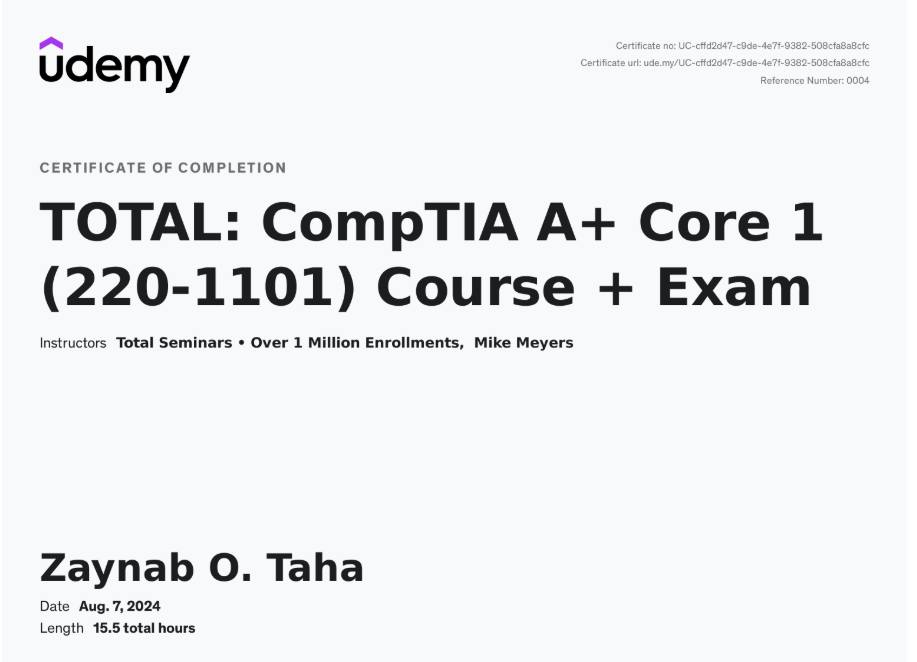 udemy
Certificate no: UC-cffd2d47-c9de-4e7f-9382-508cfa8a8cfc
Certificate url: ude.my/UC-cffd2d47-c9de-4e7f-9382-508cfa8a8cfc
Reference Number: 0004
CERTIFICATE OF COMPLETION
TOTAL: CompTIA A+ Core 1
(220-1101) Course + Exam
Instructors Total Seminars • Over 1 Million Enrollments, Mike Meyers
Zaynab O. Taha
Date Aug. 7, 2024
Length 15.5 total hours